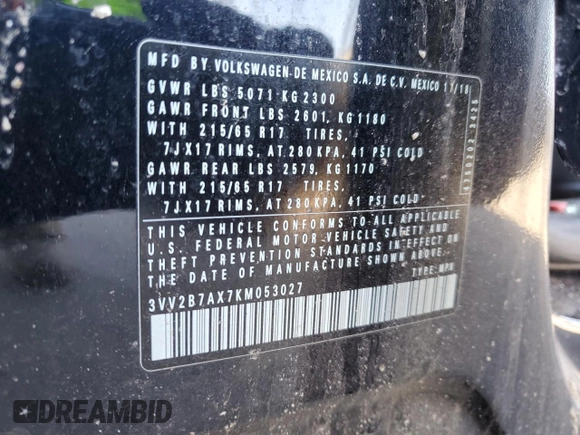 MFD BY. VOLKSWAGEN-DE MEXICO S.A. DE C.V. MEXICO 11/18
GVWR LBS 5071 KG 2300
GAWR FRONT LBS 2601, KG 1180
WITH 215/65 R17 TIRES,
7JX17 RIMS, AT 280 KPA, 41 PSI COLD
GAWR REAR LBS 2579, KG 1170
WITH 215/65 R17 TIRES,
7JX17 RIMS, AT 280 KPA, 41 PSI COLD
THIS VEHICLE CONFORMS TO ALL APPLICABLE
U.S. FEDERAL MOTOR VEHICLE SAFETY AND
THEFT PREVENTION STANDARDS IN EFFECT ON
THE DATE OF MANUFACTURE SHOWN ABOVE.
TYPE: MPV
3VV2B7AX7KM053027
DREAMBID